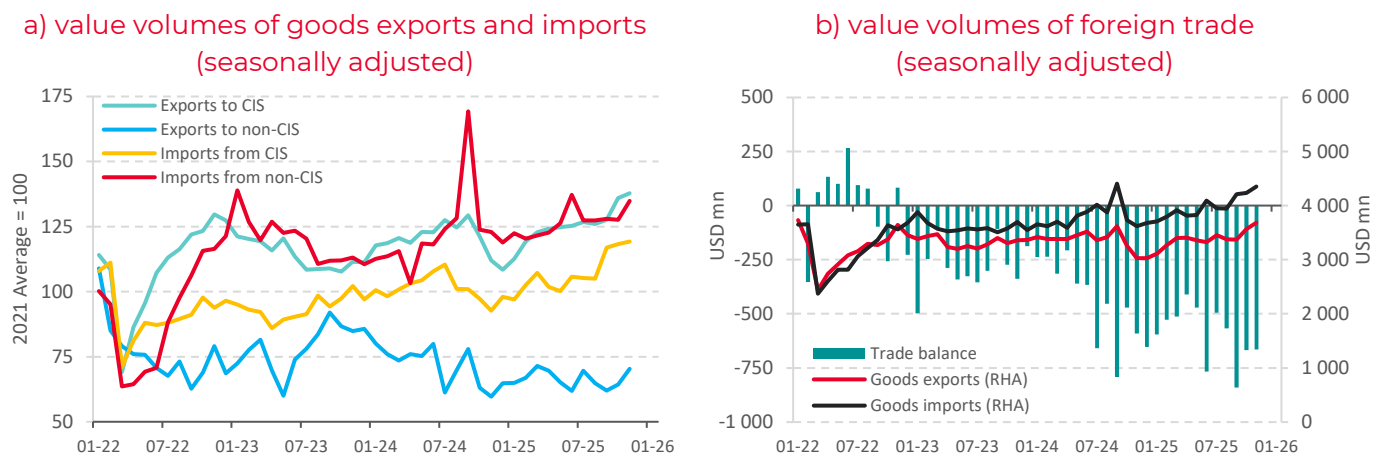 a) value volumes of goods exports and imports
(seasonally adjusted)
175
150
125
100
75
50
2021 Average = 100
Exports to CIS
Exports to non-CIS
Imports from CIS
Imports from non-CIS
01-22 07-22 01-23 07-23 01-24 07-24 01-25 07-25 01-26
b) value volumes of foreign trade
(seasonally adjusted)
500
250
0
-250
-500
-750
-1 000
USD mn
6 000
5 000
4 000
3 000
2 000
1 000
0
USD mn
Trade balance
Goods exports (RHA)
Goods imports (RHA)
01-22 07-22 01-23 07-23 01-24 07-24 01-25 07-25 01-26